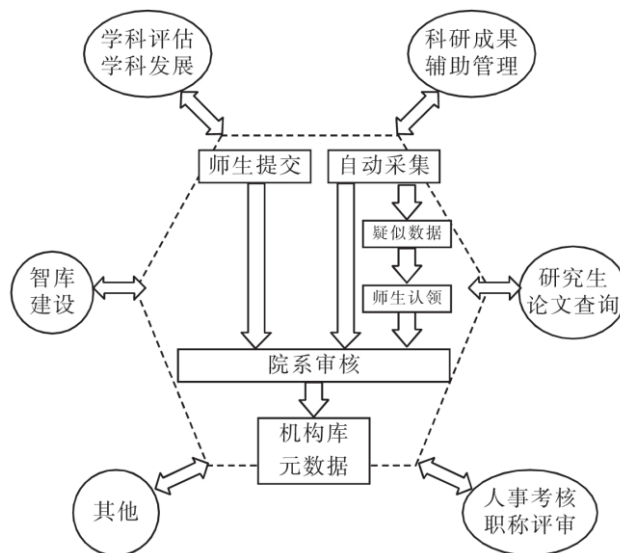 学科评估
学科发展
科研成果
辅助管理
师生提交
自动采集
疑似数据
师生认领
智库
建设
研究生
论文查询
院系审核
机构库
元数据
其他
人事考核
职称评审